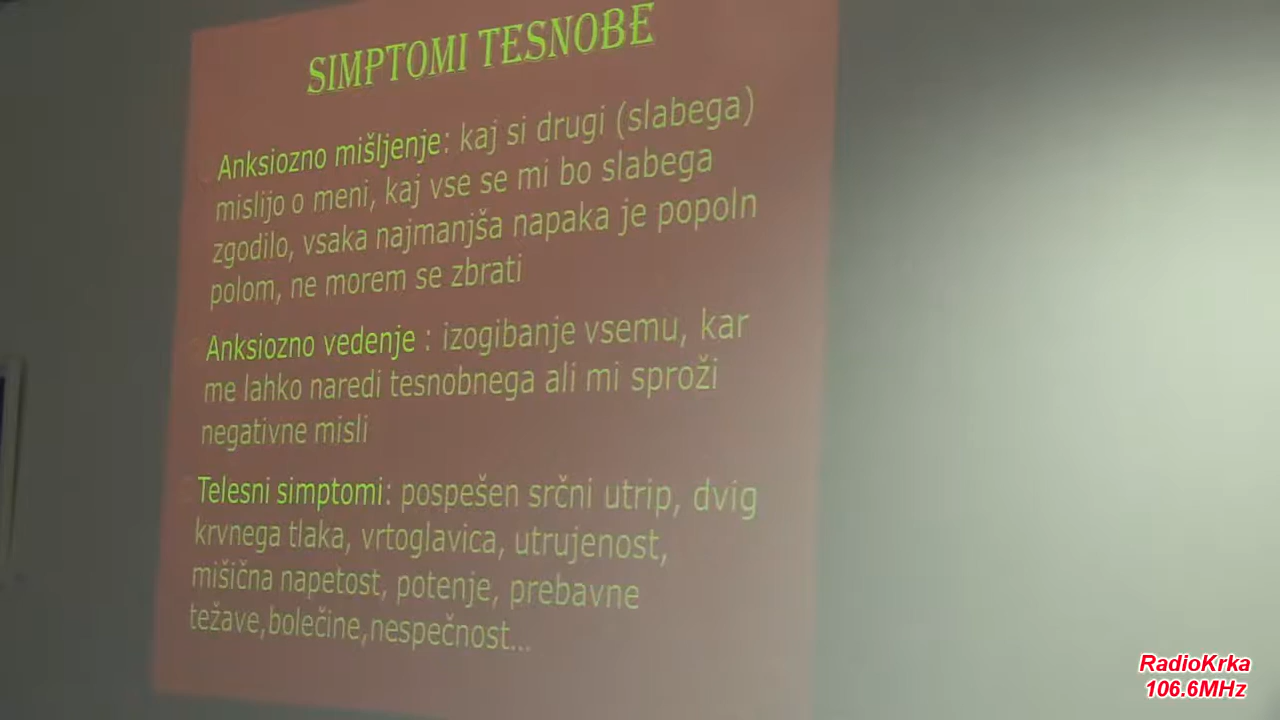 SIMPTOMI TESNOBE
Anksiozno mišljenje: kaj si drugi (slabega)
mislijo o meni, kaj vse se mi bo slabega
zgodilo, vsaka najmanjša napaka je popoln
polom, ne morem se zbrati
Anksiozno vedenje : izogibanje vsemu, kar
me lahko naredi tesnobnega ali mi sproži
negativne misli
Telesni simptomi: pospešen srčni utrip, dvig
krvnega tlaka, vrtoglavica, utrujenost,
mišična napetost, potenje, prebavne
težave,bolečine,nespečnost...
RadioKrka
106.6MHz